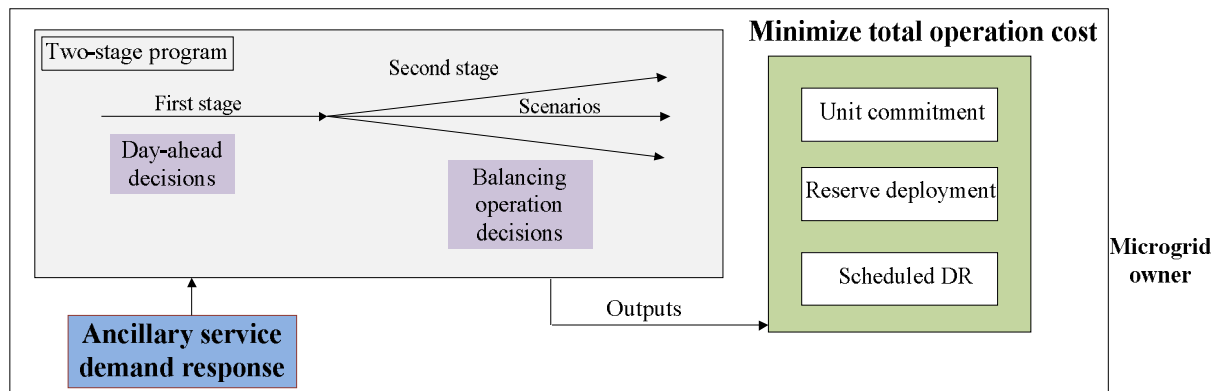 Two-stage program
Second stage
First stage
Scenarios
Day-ahead
decisions
Balancing
operation
decisions
Ancillary service
demand response
Outputs
Minimize total operation cost
Unit commitment
Reserve deployment
Scheduled DR
Microgrid
owner